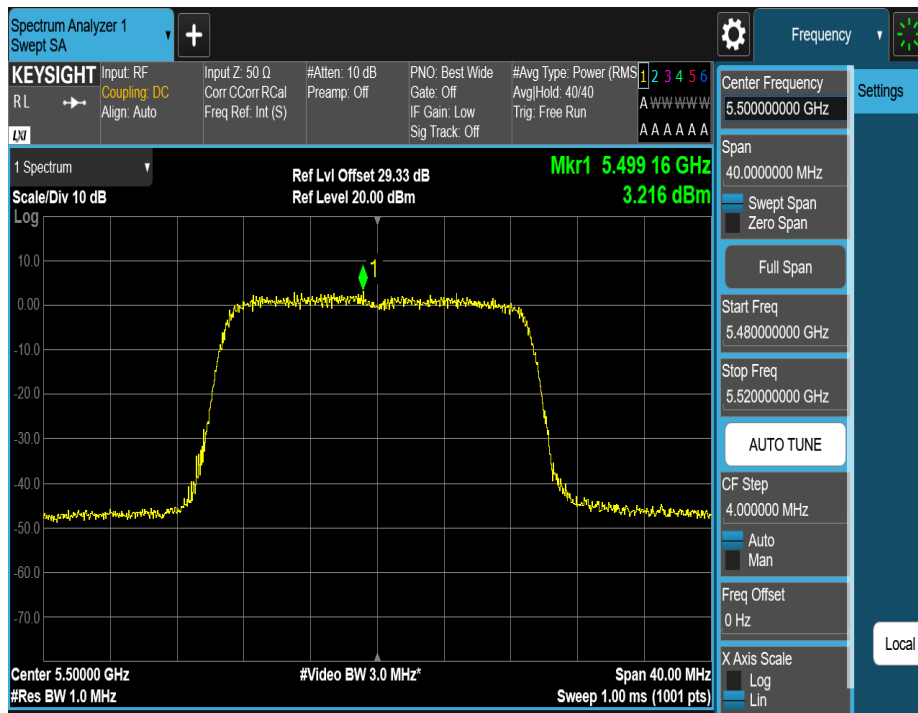 Spectrum Analyzer 1
Swept SA
+
Frequency
KEYSIGHT
R L
LXI
Input: RF
Coupling: DC
Align: Auto
Input Z: 50 Ω
Corr CCorr RCal
Freq Ref: Int (S)
#Atten: 10 dB
Preamp: Off
PNO: Best Wide
Gate: Off
IF Gain: Low
Sig Track: Off
#Avg Type: Power (RMS
Avg|Hold: 40/40
Trig: Free Run
1 2 3 4 5 6
A W W W W W
A A A A A A
1 Spectrum
Scale/Div 10 dB
Log
Ref Lvl Offset 29.33 dB
Ref Level 20.00 dBm
Mkr1 5.499 16 GHz
3.216 dBm
10.0
0.00
-10.0
-20.0
-30.0
-40.0
-50.0
-60.0
-70.0
1
Center 5.50000 GHz
#Res BW 1.0 MHz
#Video BW 3.0 MHz*
Span 40.00 MHz
Sweep 1.00 ms (1001 pts)
Center Frequency
5.500000000 GHz
Span
40.0000000 MHz
Swept Span
Zero Span
Full Span
Start Freq
5.480000000 GHz
Stop Freq
5.520000000 GHz
AUTO TUNE
CF Step
4.000000 MHz
Auto
Man
Freq Offset
0 Hz
X Axis Scale
Log
Lin
Settings
Local